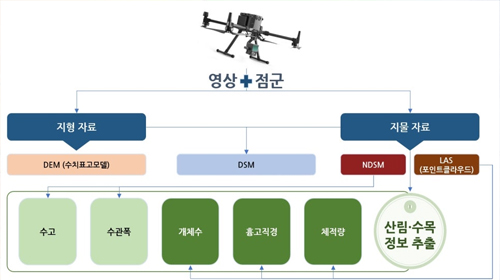 영상✚점군
지형 자료
지물 자료
DEM (수치표고모델)
DSM
NDSM
LAS
(포인트클라우드)
수고
수관폭
개체수
흉고직경
체적량
산림·수목
정보 추출